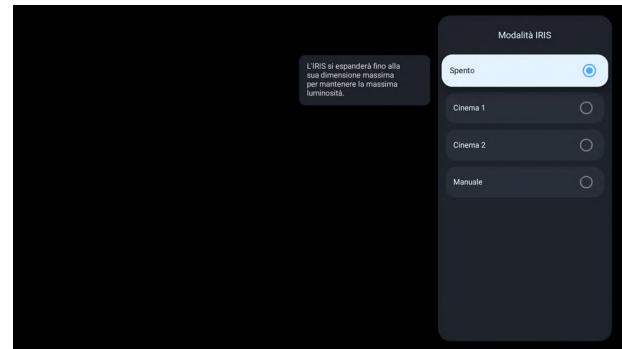 Modalità IRIS
L'IRIS si espanderà fino alla
sua dimensione massima
per mantenere la massima
luminosità.
Spento
Cinema 1
Cinema 2
Manuale